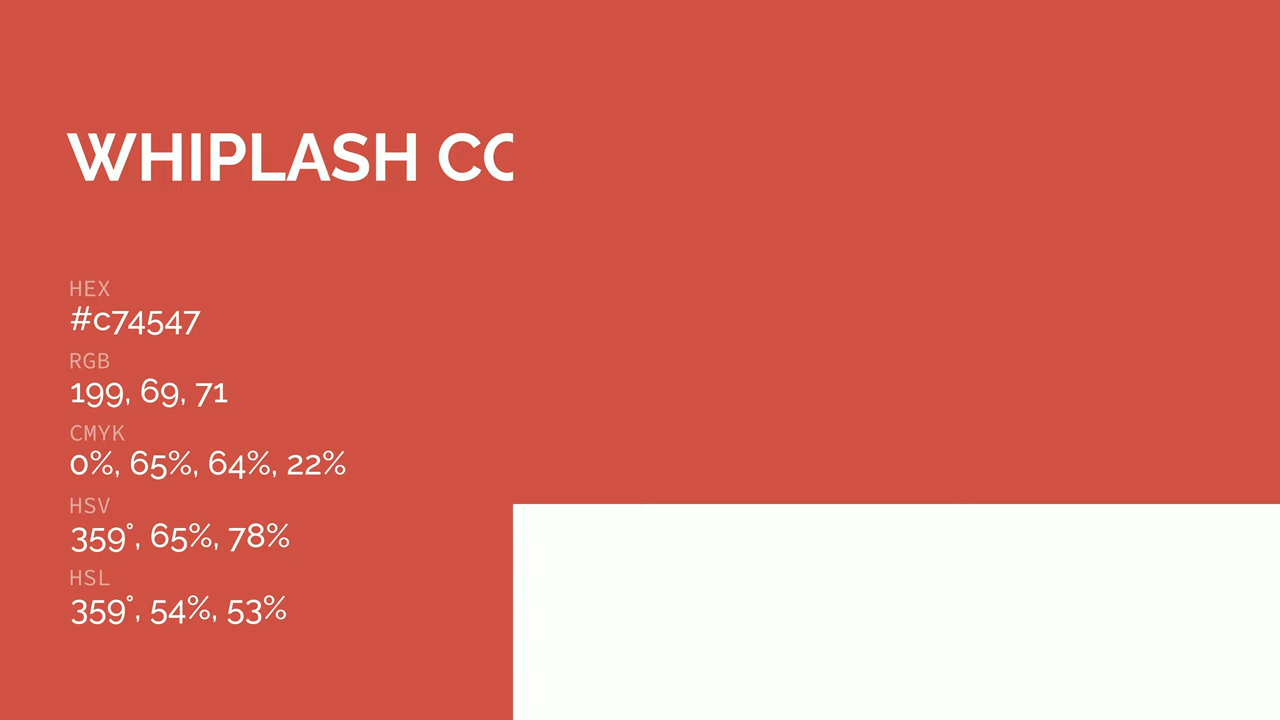 WHIPLASH CC
HEX
#c74547
RGB
199, 69, 71
CMYK
0%, 65%, 64%, 22%
HSV
359°, 65%, 78%
HSL
359°, 54%, 53%